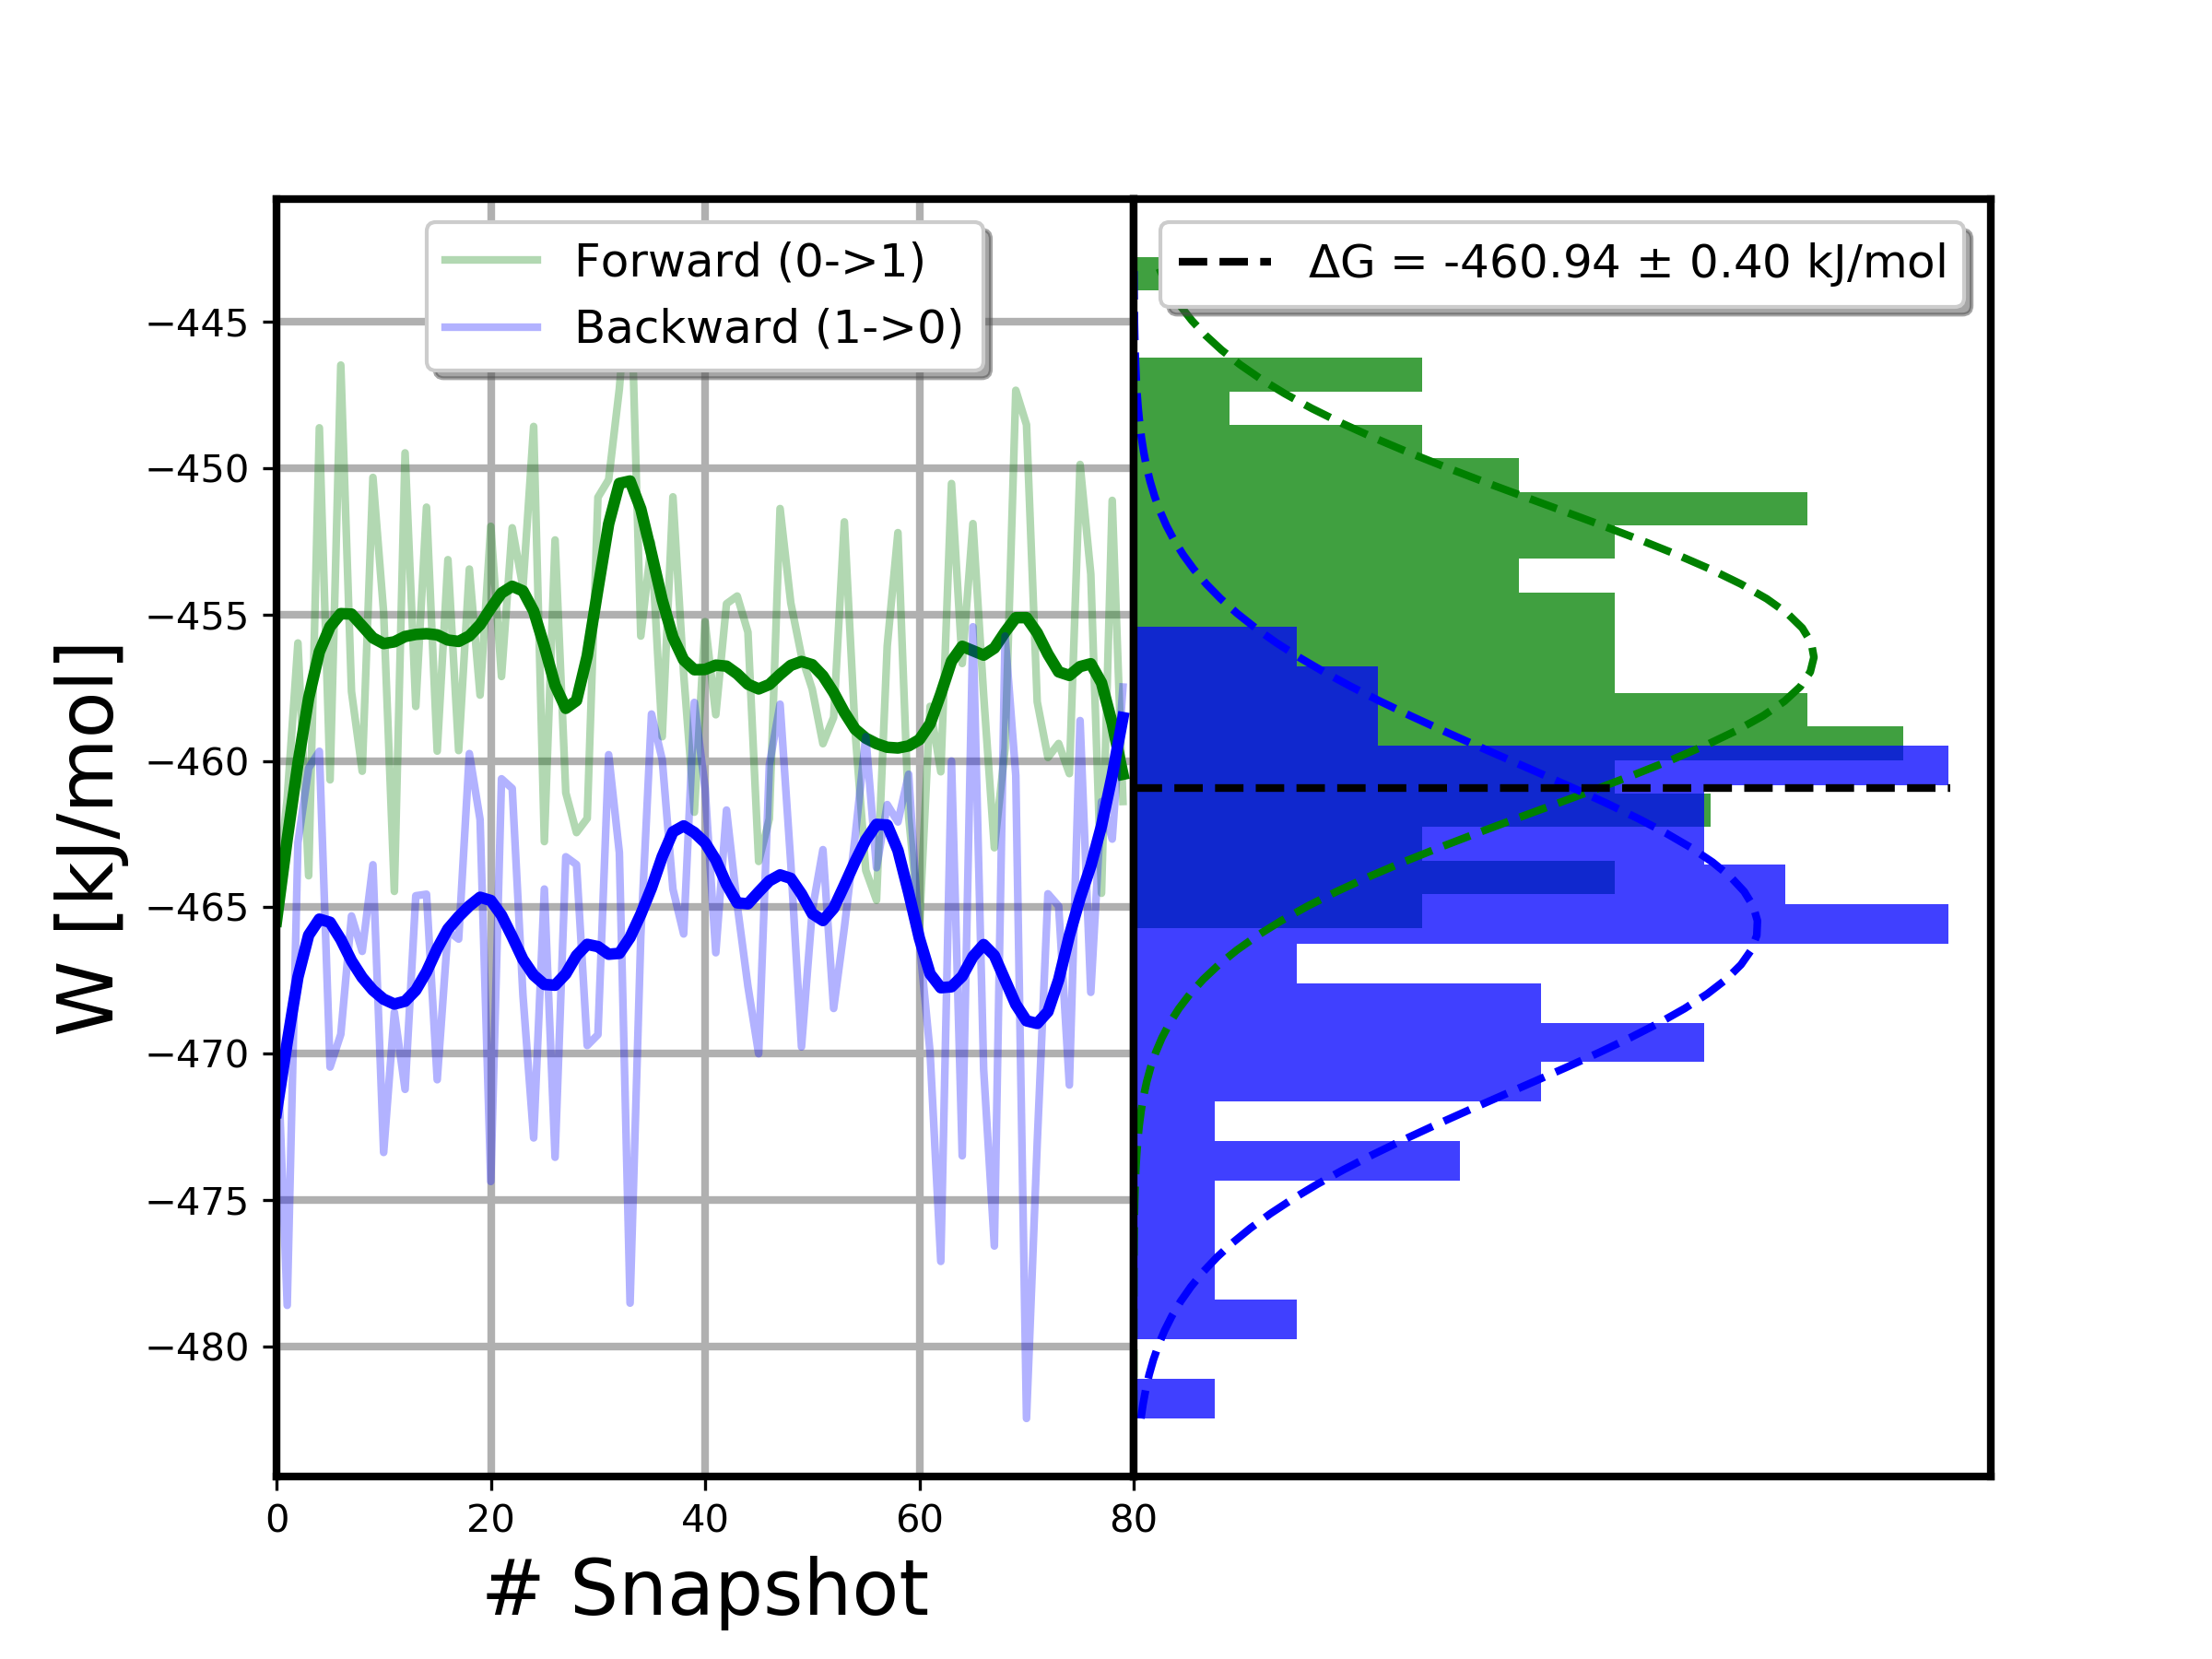 Forward (0->1)
Backward (1->0)
ΔG = -460.94 ± 0.40 kJ/mol
W [kJ/mol]
−445
−450
−455
−460
−465
−470
−475
−480
0 20 40 60 80
# Snapshot